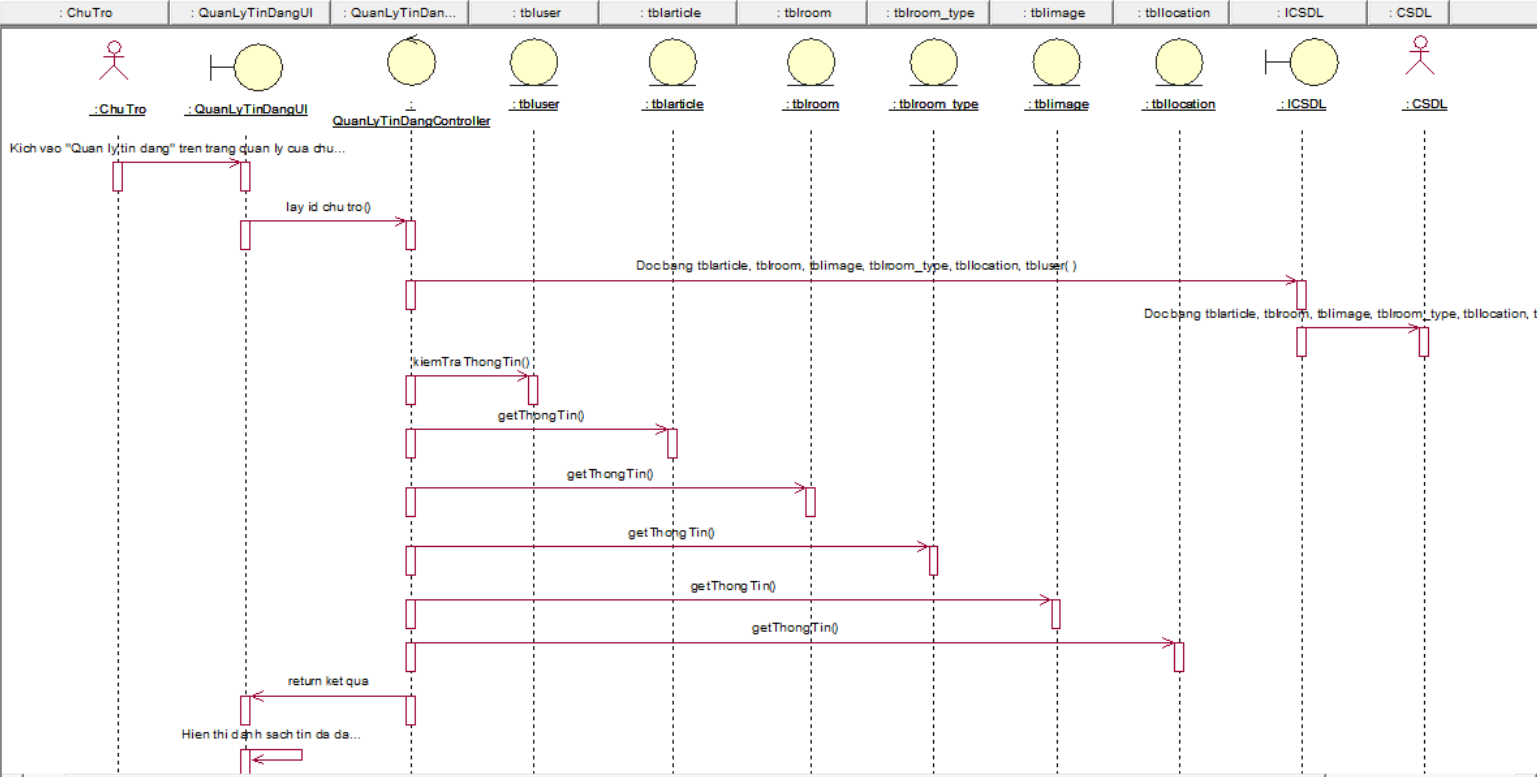 : ChuTro : QuanLyTinDangUI : QuanLyTinDan... : tbluser : tblarticle : tblroom : tblroom_type : tblimage : tbllocation : ICSDL : CSDL
: ChuTro : QuanLyTinDangUI : : tbluser : tblarticle : tblroom : tblroom_type : tblimage : tbllocation : ICSDL : CSDL
QuanLyTinDangController
Kich vao "Quan ly tin dang" tren trang quan ly cua chu...
lay id chu tro()
Doc bang tblarticle, tblroom, tblimage, tblroom_type, tbllocation, tbluser( )
Doc bang tblarticle, tblroom, tblimage, tblroom_type, tbllocation, t
kiemTraThongTin()
getThongTin()
getThongTin()
getThongTin()
getThongTin()
getThongTin()
return ket qua
Hien thi danh sach tin da da...